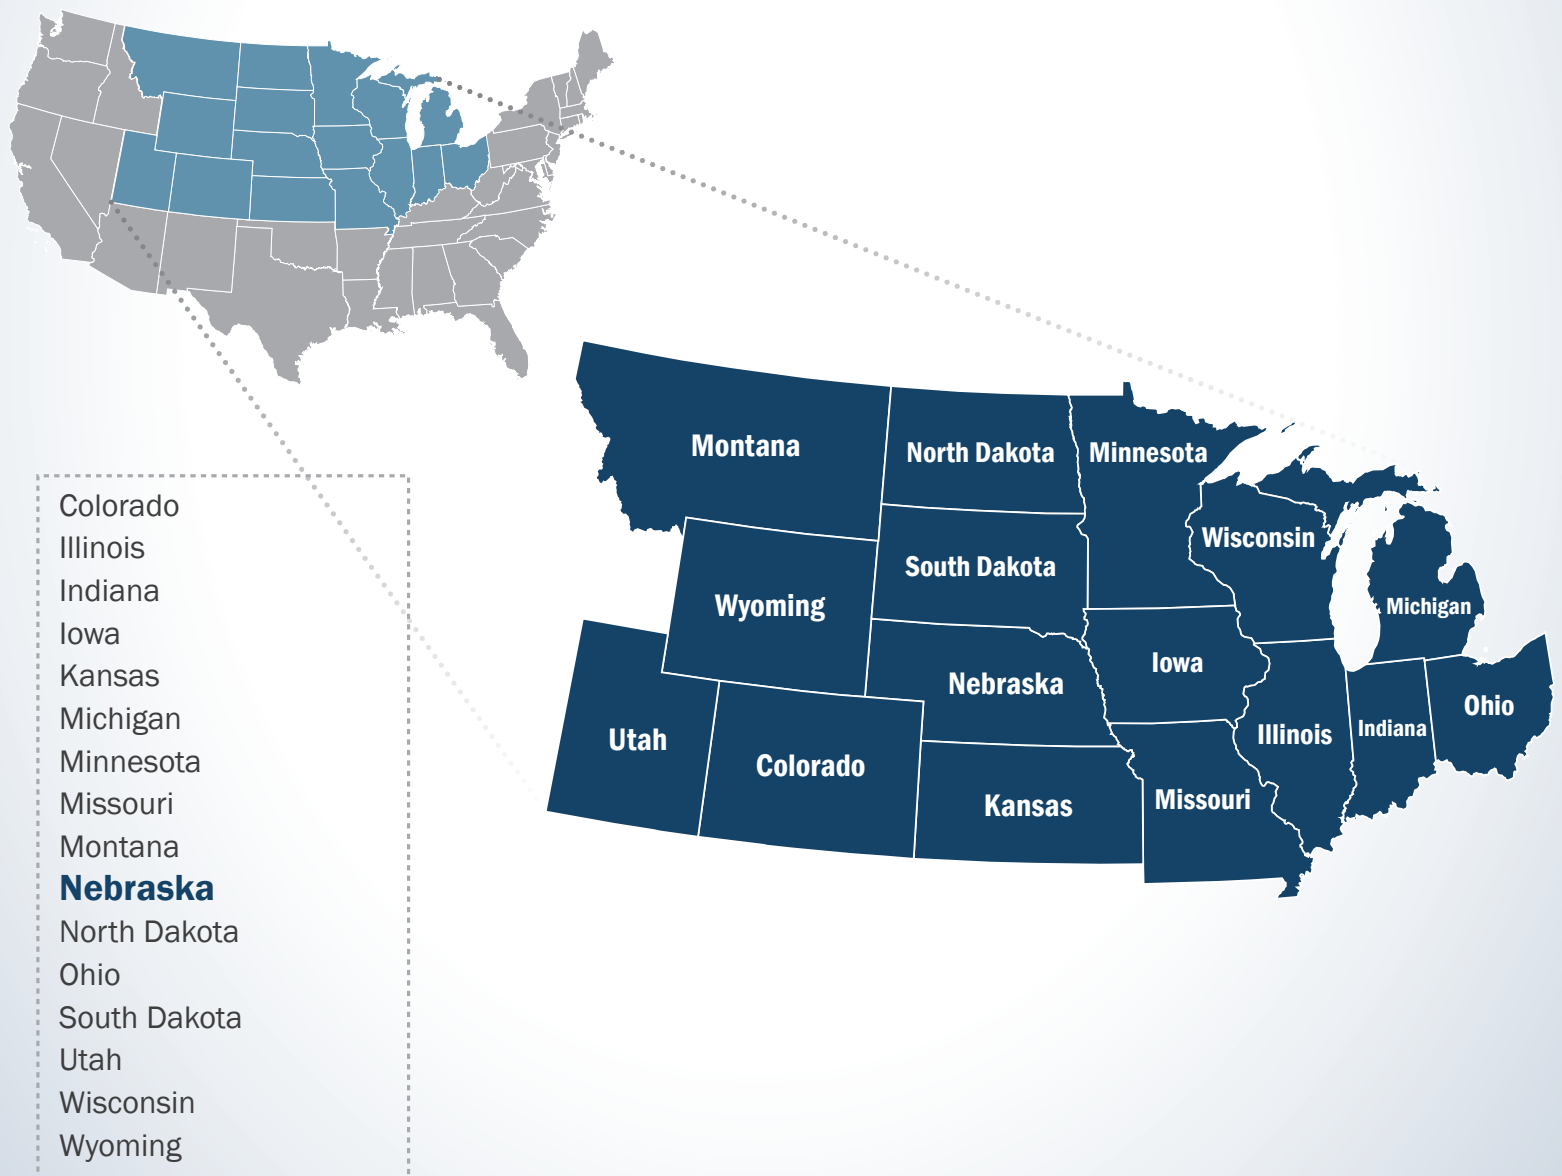 Montana
North Dakota
Minnesota
Wisconsin
South Dakota
Wyoming
Michigan
Iowa
Nebraska
Ohio
Utah
Illinois
Indiana
Colorado
Kansas
Missouri
Colorado
Illinois
Indiana
Iowa
Kansas
Michigan
Minnesota
Missouri
Montana
Nebraska
North Dakota
Ohio
South Dakota
Utah
Wisconsin
Wyoming